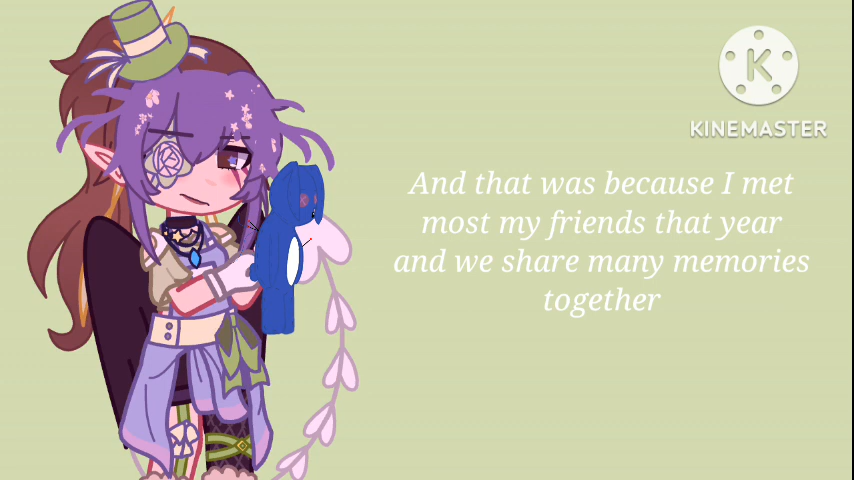 KINEMASTER
And that was because I met
most my friends that year
and we share many memories
together